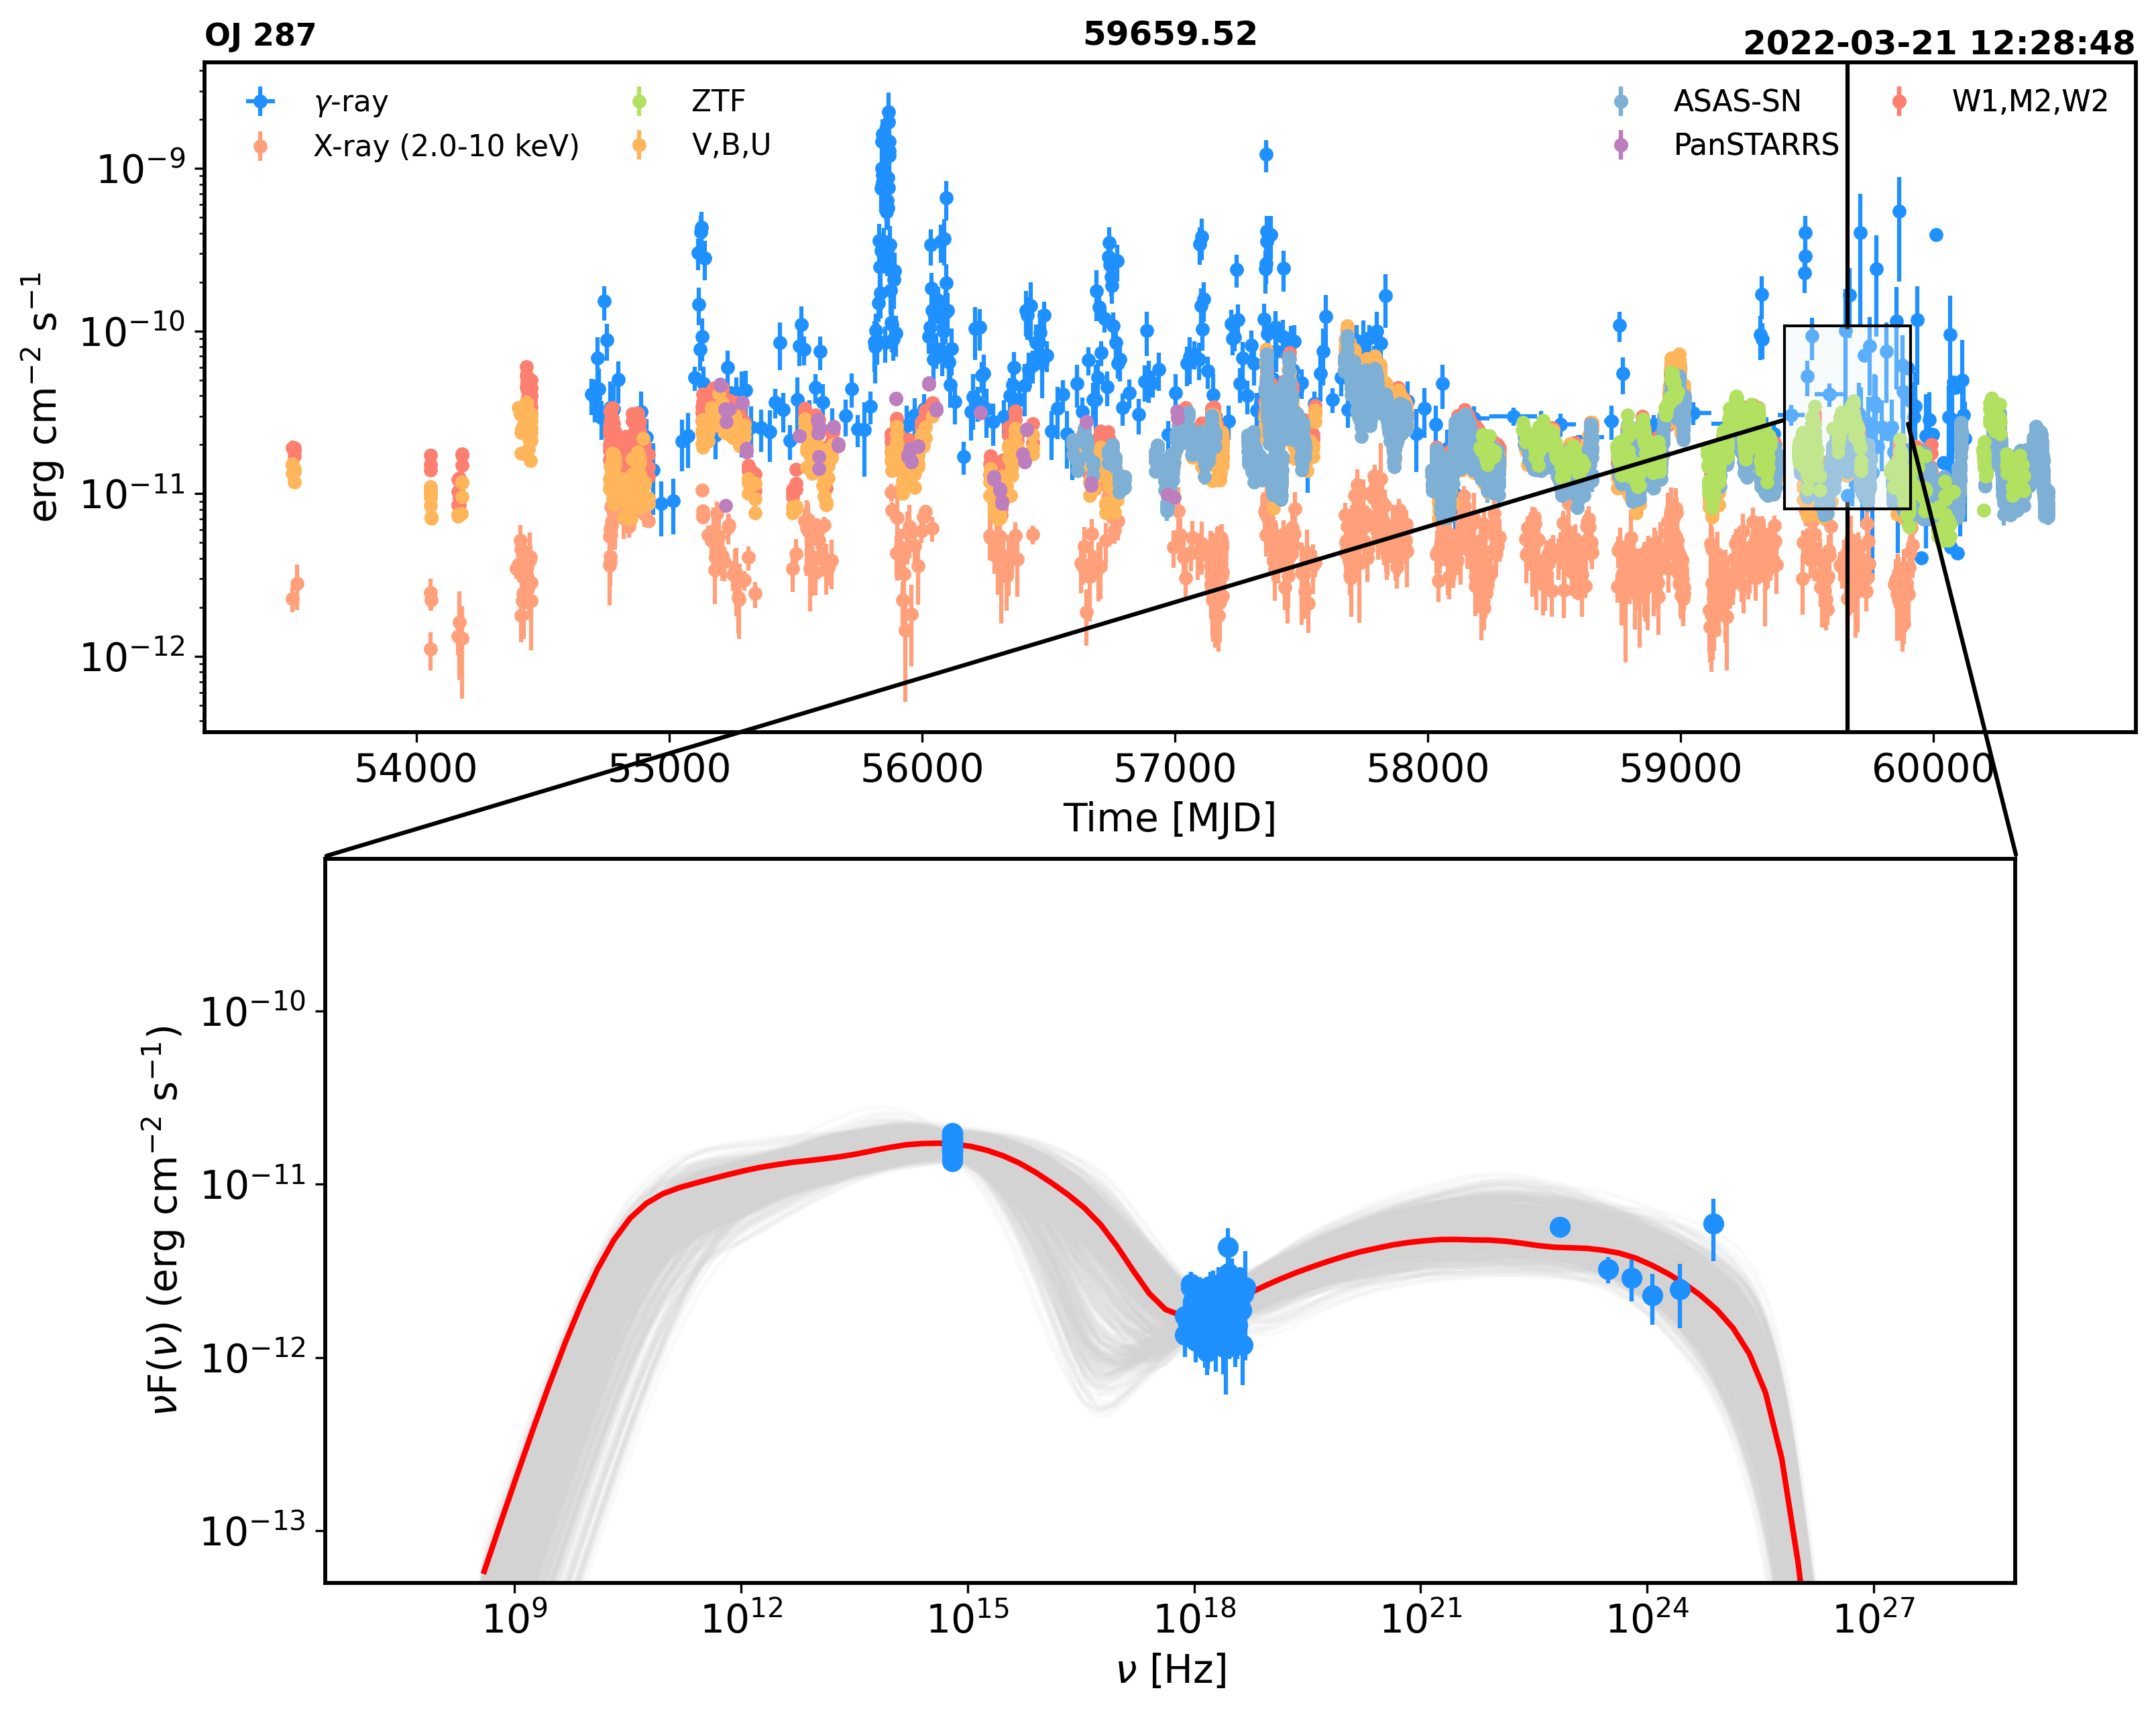 OJ 287
59659.52
2022-03-21 12:28:48
γ-ray
X-ray (2.0-10 keV)
ZTF
V,B,U
ASAS-SN
PanSTARRS
W1,M2,W2
erg cm⁻² s⁻¹
10⁻⁹
10⁻¹⁰
10⁻¹¹
10⁻¹²
54000 55000 56000 57000 58000 59000 60000
Time [MJD]
νF(ν) (erg cm⁻² s⁻¹)
10⁻¹⁰
10⁻¹¹
10⁻¹²
10⁻¹³
10⁹ 10¹² 10¹⁵ 10¹⁸ 10²¹ 10²⁴ 10²⁷
ν [Hz]